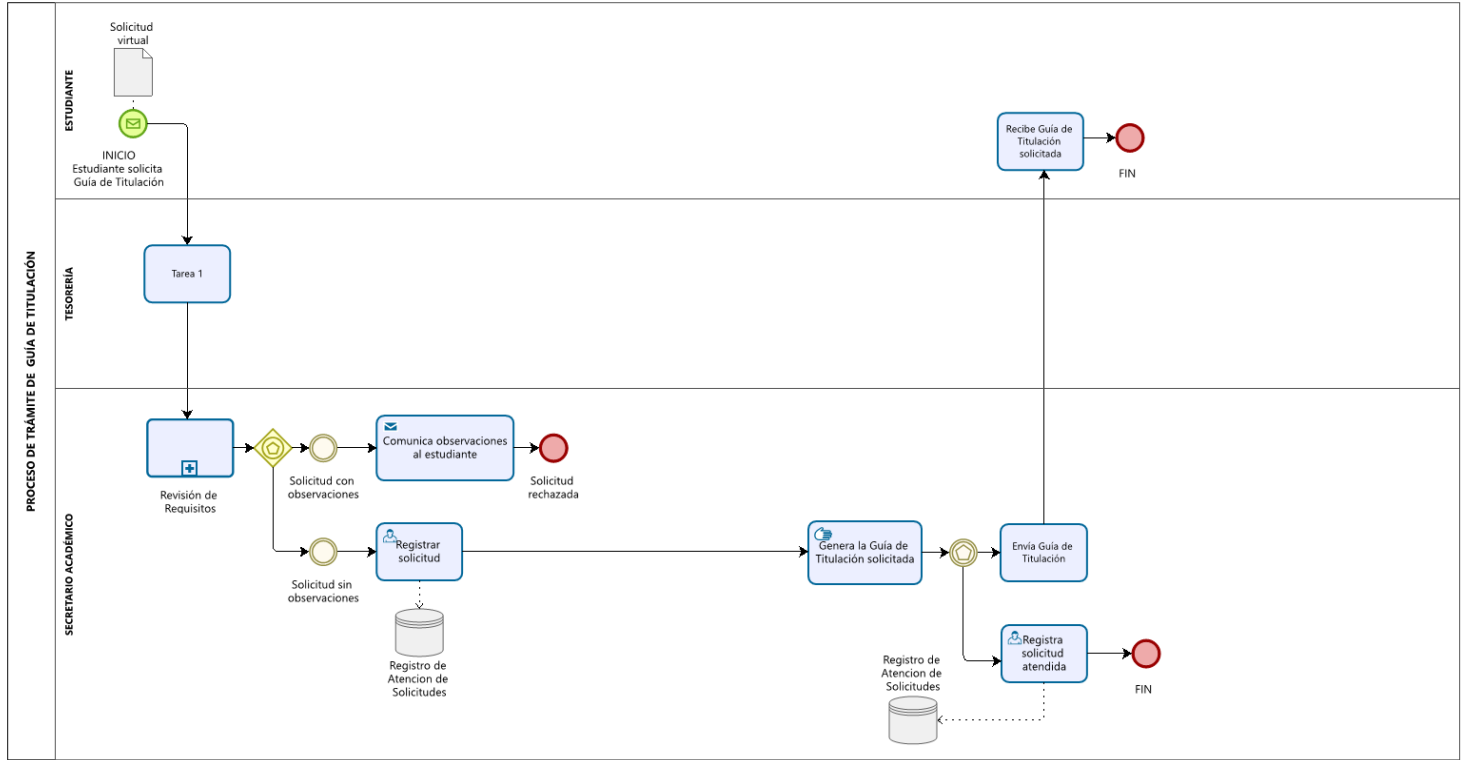 PROCESO DE TRÁMITE DE GUÍA DE TITULACIÓN
ESTUDIANTE
Solicitud
virtual
INICIO
Estudiante solicita
Guía de Titulación
Recibe Guía de
Titulación
solicitada
FIN
TESORERÍA
Tarea 1
SECRETARIO ACADÉMICO
Revisión de
Requisitos
Solicitud con
observaciones
Comunica observaciones
al estudiante
Solicitud
rechazada
Solicitud sin
observaciones
Registrar
solicitud
Registro de
Atencion de
Solicitudes
Genera la Guía de
Titulación solicitada
Envía Guía de
Titulación
Registra
solicitud
atendida
FIN
Registro de
Atencion de
Solicitudes